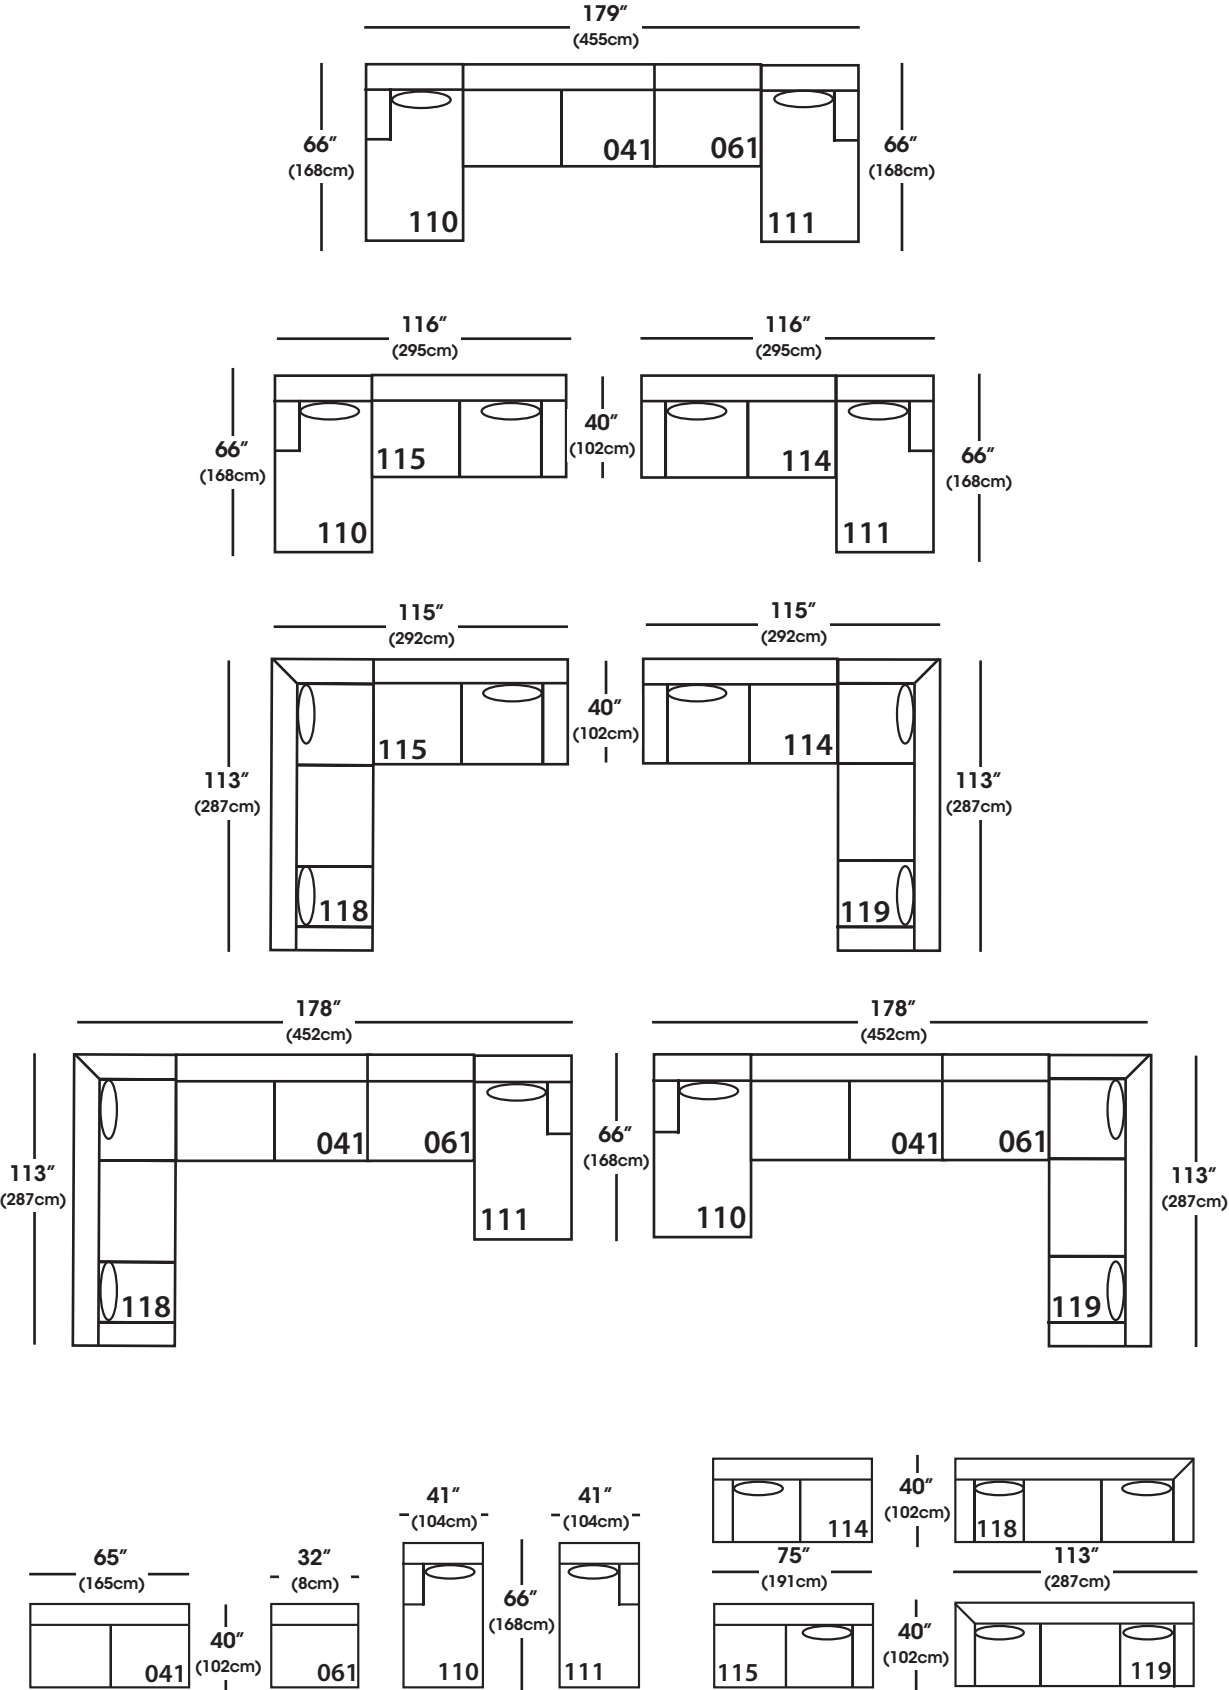 179″
(455cm)
66″
(168cm)
041
061
110
111
66″
(168cm)
116″
(295cm)
116″
(295cm)
66″
(168cm)
115
110
40″
(102cm)
114
111
66″
(168cm)
115″
(292cm)
115″
(292cm)
113″
(287cm)
115
118
40″
(102cm)
114
119
113″
(287cm)
178″
(452cm)
178″
(452cm)
113″
(287cm)
041
061
111
118
66″
(168cm)
041
061
110
119
113″
(287cm)
65″
(165cm)
041
40″
(102cm)
32″
(8cm)
061
41″
(104cm)
110
66″
(168cm)
41″
(104cm)
111
114
75″
(191cm)
115
40″
(102cm)
118
113″
(287cm)
40″
(102cm)
119